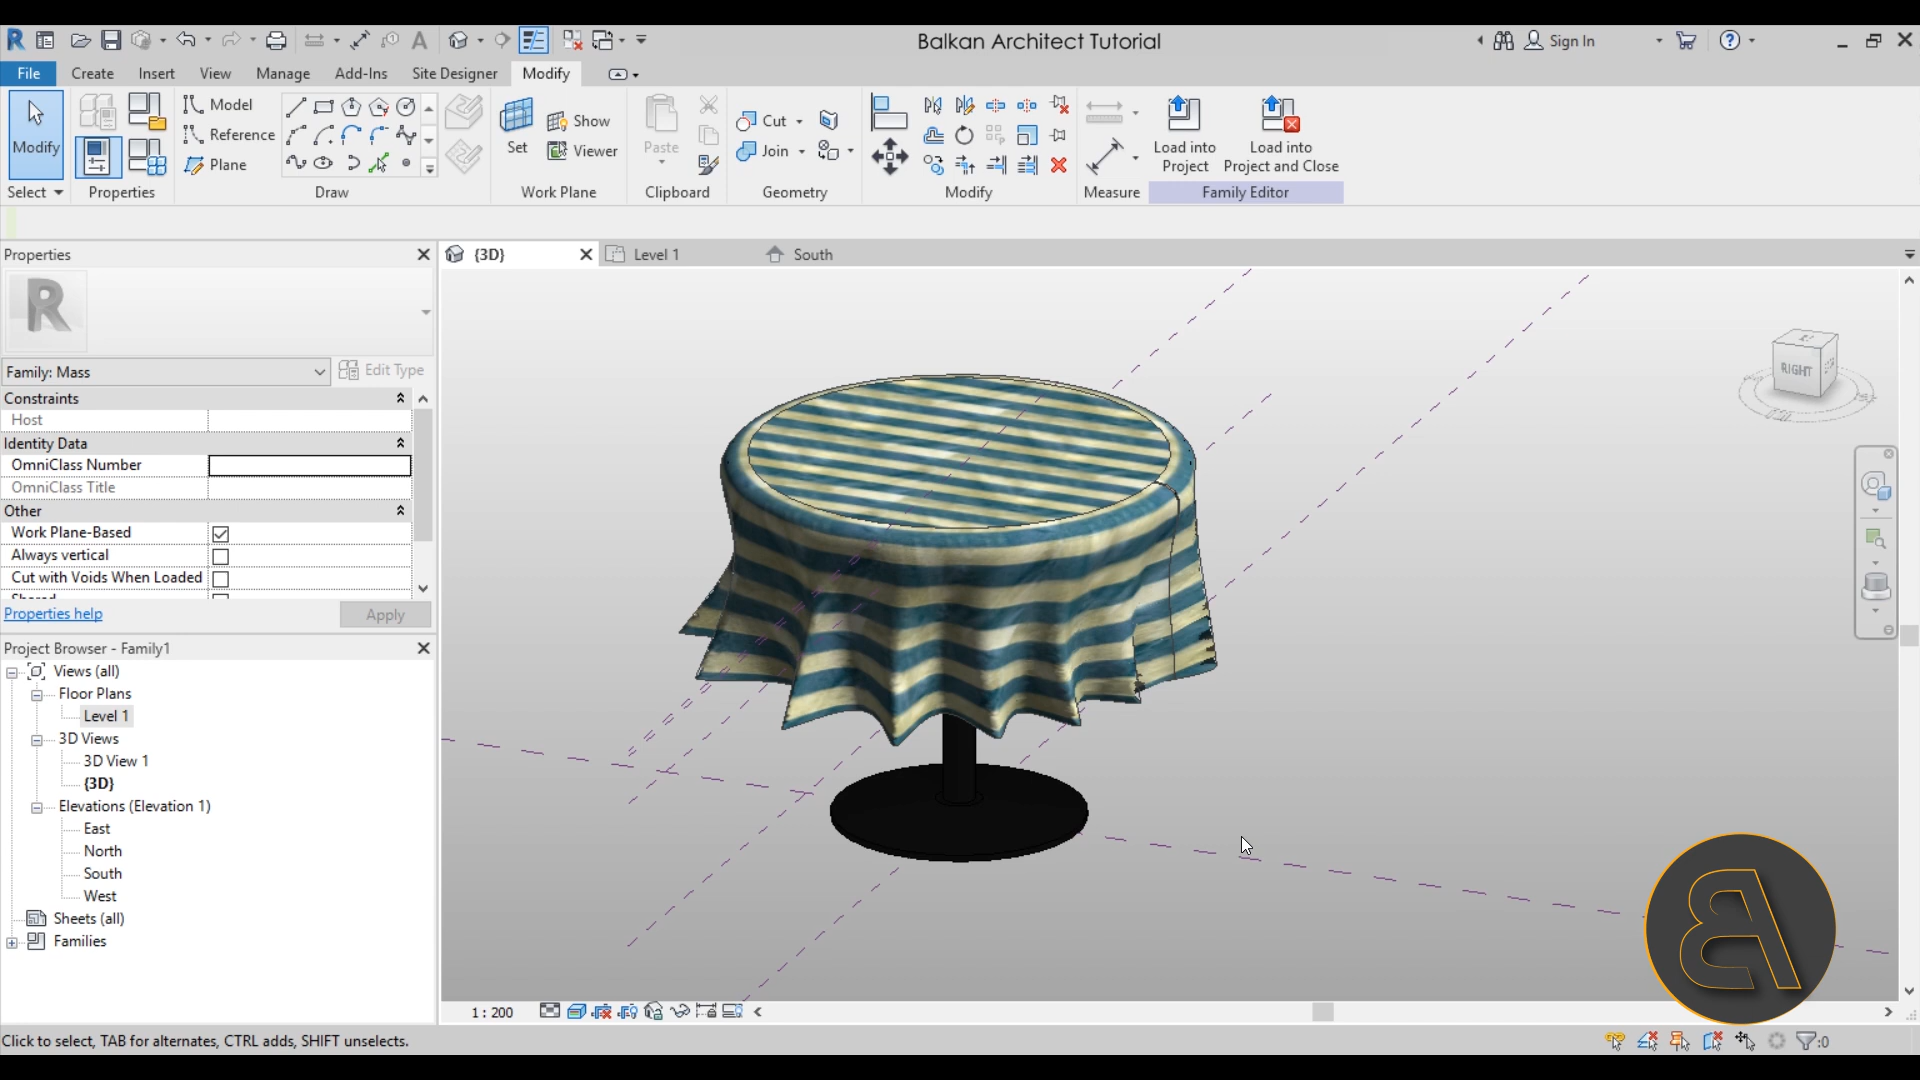 Balkan Architect Tutorial
Sign In
File Create Insert View Manage Add-Ins Site Designer Modify
Modify
Select
Properties
Model
Reference
Plane
Draw
Set
Show
Viewer
Work Plane
Paste
Clipboard
Cut
Join
Geometry
Modify
Measure
Load into
Project
Load into
Project and Close
Family Editor
Properties
{3D}
Level 1
South
R
Family: Mass
Edit Type
Constraints
Host
Identity Data
OmniClass Number
OmniClass Title
Other
Work Plane-Based
Always vertical
Cut with Voids When Loaded
Shared
Properties help
Apply
Project Browser - Family1
Views (all)
Floor Plans
Level 1
3D Views
3D View 1
{3D}
Elevations (Elevation 1)
East
North
South
West
Sheets (all)
Families
RIGHT
1 : 200
Click to select, TAB for alternates, CTRL adds, SHIFT unselects.
:0